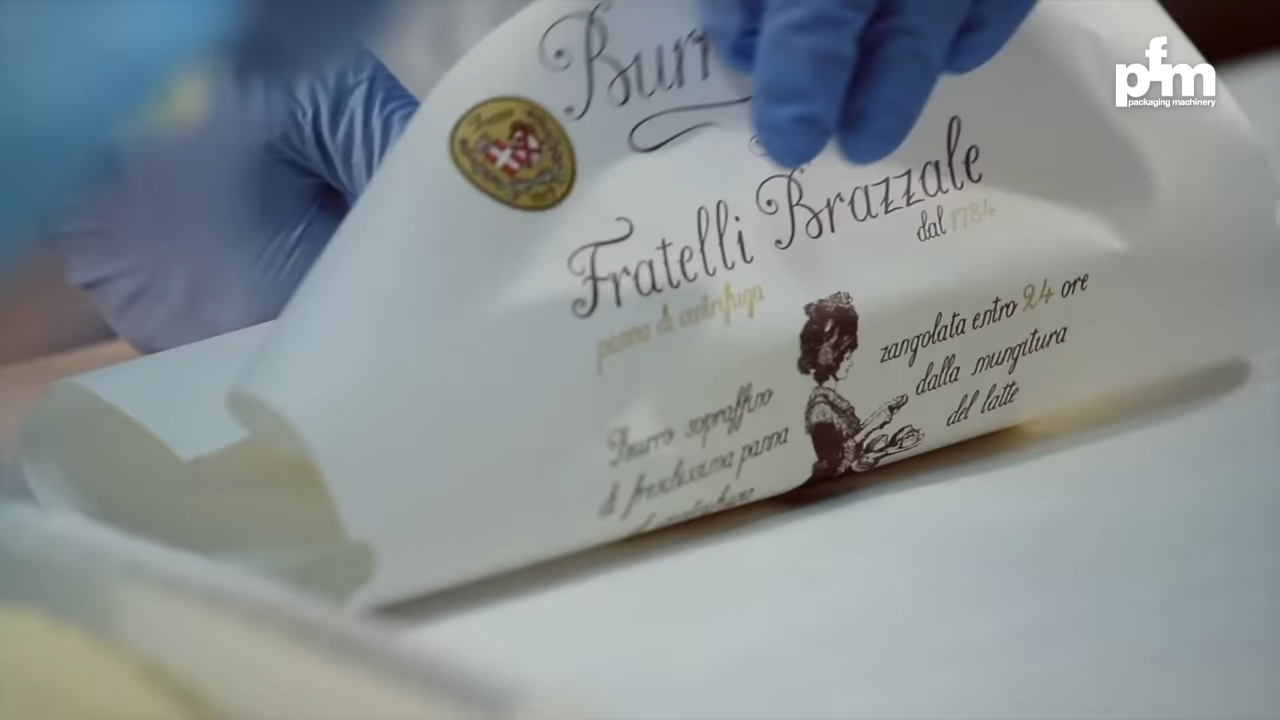 pfm
packaging machinery
Fratelli Brazzale
dal 1784
panna di centrifuga
zangolata entro 24 ore
dalla mungitura
del latte
Burro sopraffino
di freschissima panna